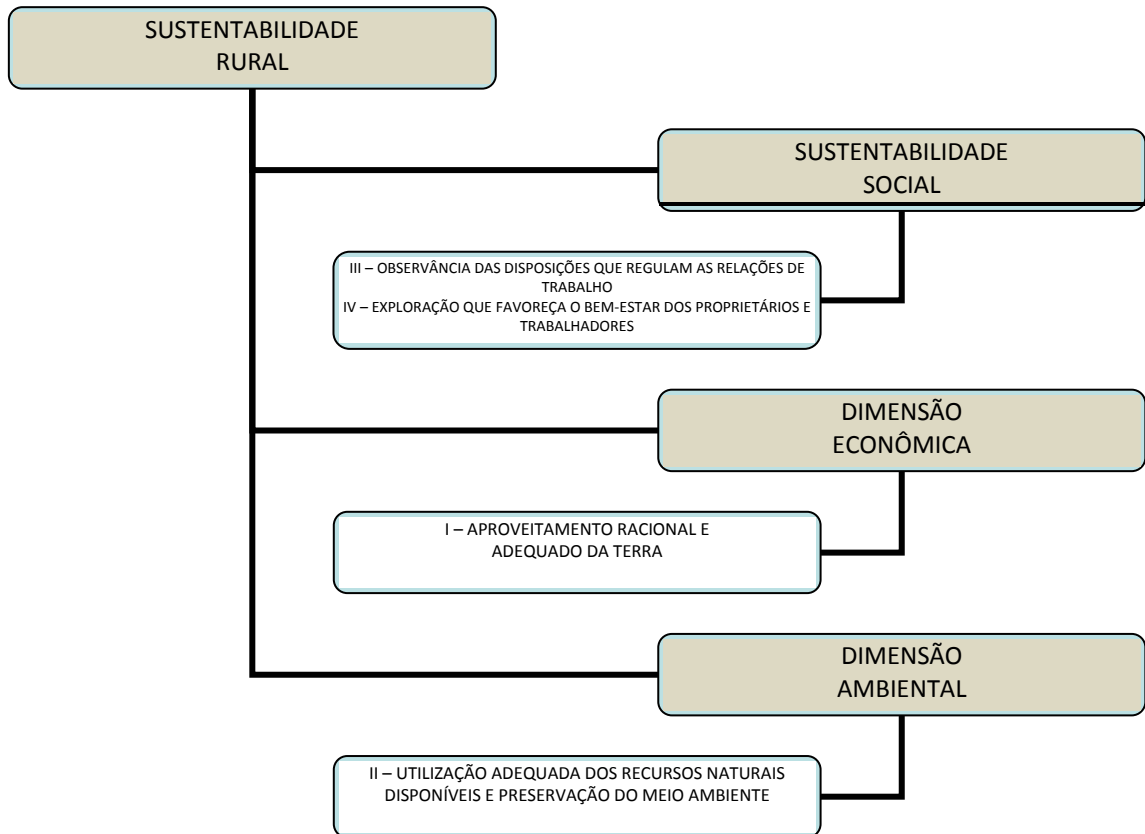 SUSTENTABILIDADE
RURAL
SUSTENTABILIDADE
SOCIAL
III – OBSERVÂNCIA DAS DISPOSIÇÕES QUE REGULAM AS RELAÇÕES DE
TRABALHO
IV – EXPLORAÇÃO QUE FAVOREÇA O BEM-ESTAR DOS PROPRIETÁRIOS E
TRABALHADORES
DIMENSÃO
ECONÔMICA
I – APROVEITAMENTO RACIONAL E
ADEQUADO DA TERRA
DIMENSÃO
AMBIENTAL
II – UTILIZAÇÃO ADEQUADA DOS RECURSOS NATURAIS
DISPONÍVEIS E PRESERVAÇÃO DO MEIO AMBIENTE